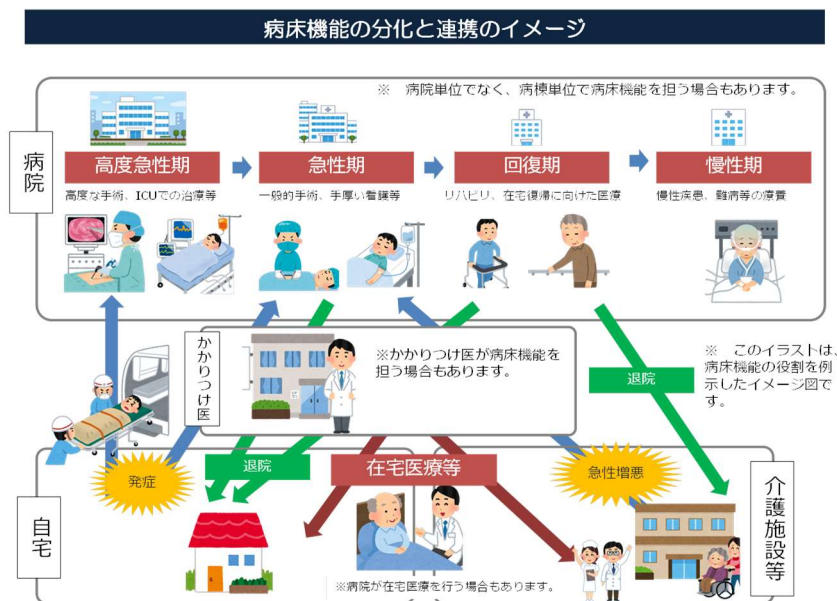 病床機能の分化と連携のイメージ
※　病院単位でなく、病棟単位で病床機能を担う場合もあります。
病院
高度急性期
急性期
回復期
慢性期
高度な手術、ICUでの治療等
一般的手術、手厚い看護等
リハビリ、在宅復帰に向けた医療
慢性疾患、難病等の療養
かかりつけ医
※かかりつけ医が病床機能を
担う場合もあります。
※　このイラストは、
病床機能の役割を例
示したイメージ図で
す。
退院
発症
退院
在宅医療等
急性増悪
自宅
介護施設等
※病院が在宅医療を行う場合もあります。